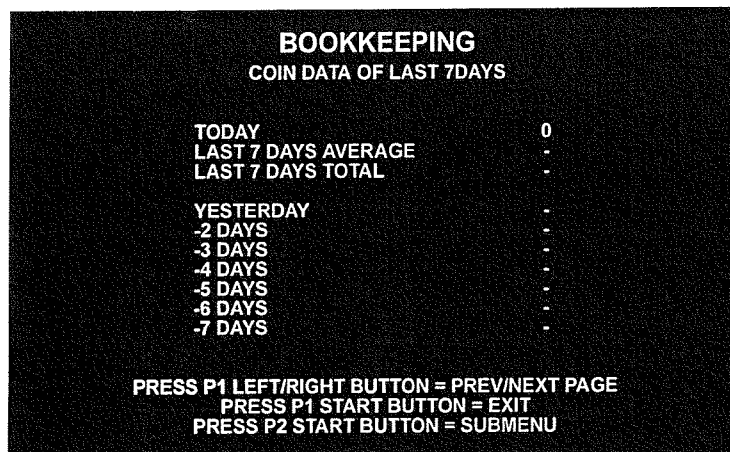 BOOKKEEPING
COIN DATA OF LAST 7DAYS
TODAY 0
LAST 7 DAYS AVERAGE -
LAST 7 DAYS TOTAL -
YESTERDAY -
-2 DAYS -
-3 DAYS -
-4 DAYS -
-5 DAYS -
-6 DAYS -
-7 DAYS -
PRESS P1 LEFT/RIGHT BUTTON = PREV/NEXT PAGE
PRESS P1 START BUTTON = EXIT
PRESS P2 START BUTTON = SUBMENU